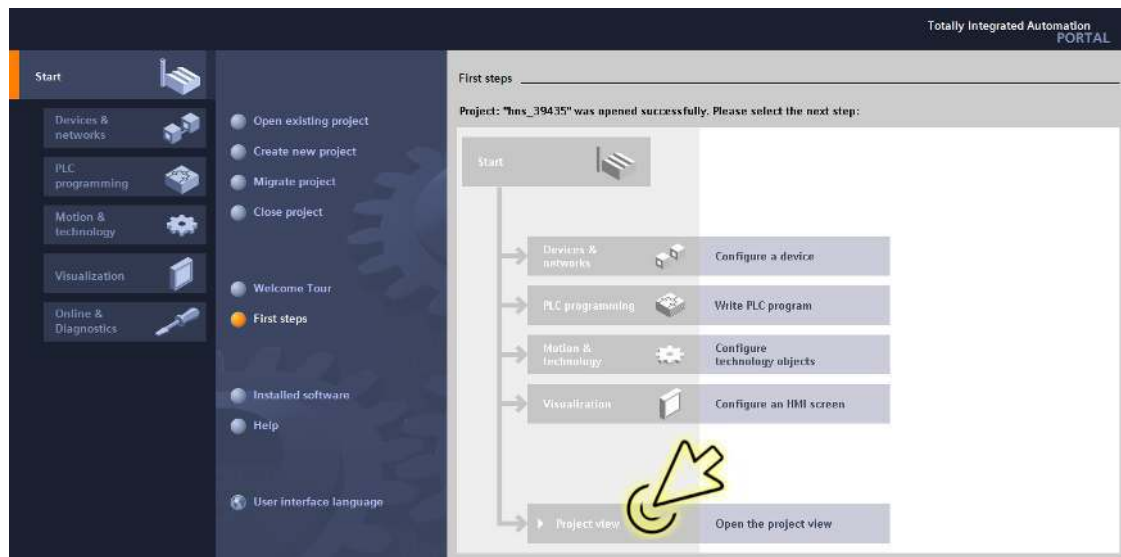 Totally Integrated Automation
PORTAL
Start
Devices &
networks
PLC
programming
Motion &
technology
Visualization
Online &
Diagnostics
Open existing project
Create new project
Migrate project
Close project
Welcome Tour
First steps
Installed software
Help
User interface language
First steps
Project: "hns_39435" was opened successfully. Please select the next step:
Start
Devices &
networks
Configure a device
PLC programming
Write PLC program
Motion &
technology
Configure
technology objects
Visualization
Configure an HMI screen
Project view
Open the project view